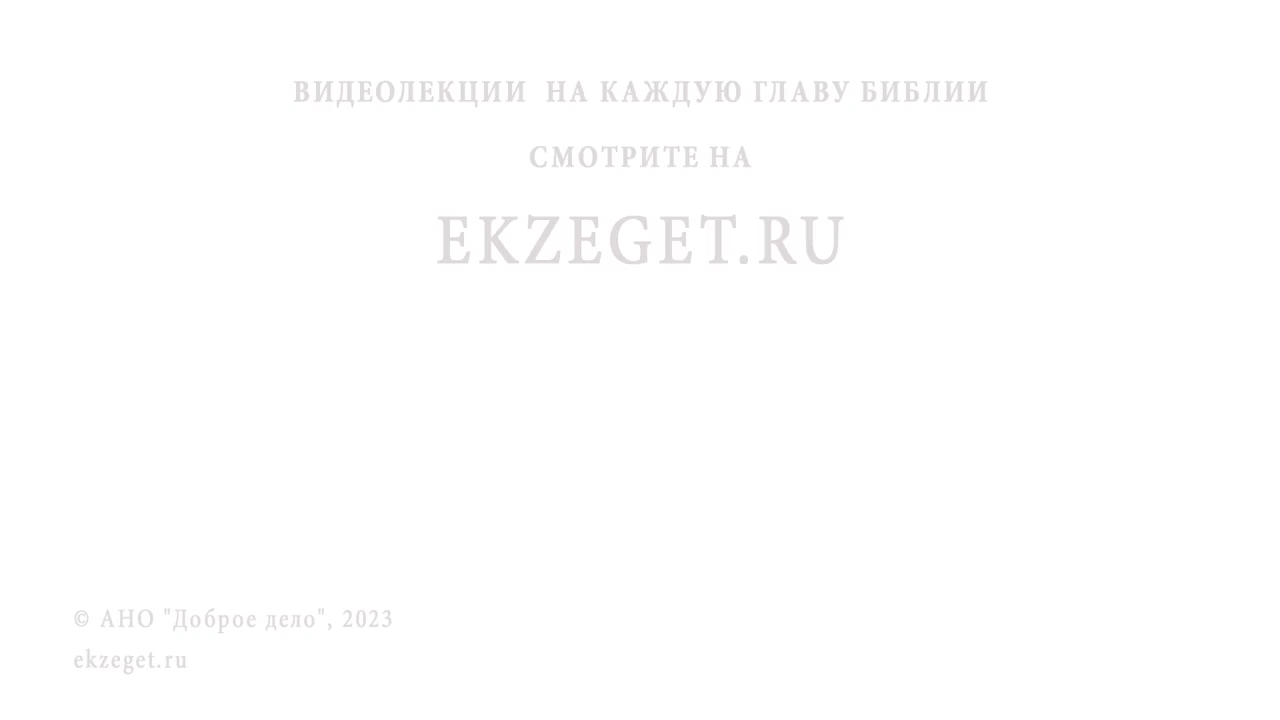 ВИДЕОЛЕКЦИИ НА КАЖДУЮ ГЛАВУ БИБЛИИ
СМОТРИТЕ НА
EKZEGET.RU
© АНО "Доброе дело", 2023
ekzeget.ru